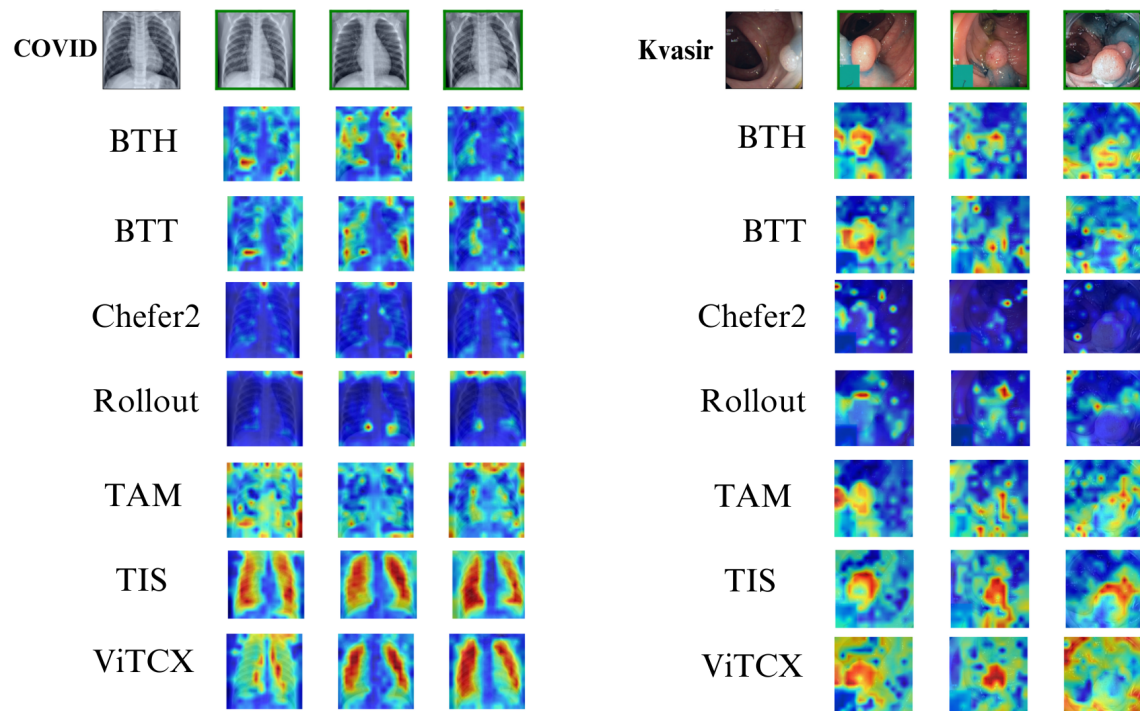 COVID
BTH
BTT
Chefer2
Rollout
TAM
TIS
ViTCX
Kvasir
BTH
BTT
Chefer2
Rollout
TAM
TIS
ViTCX